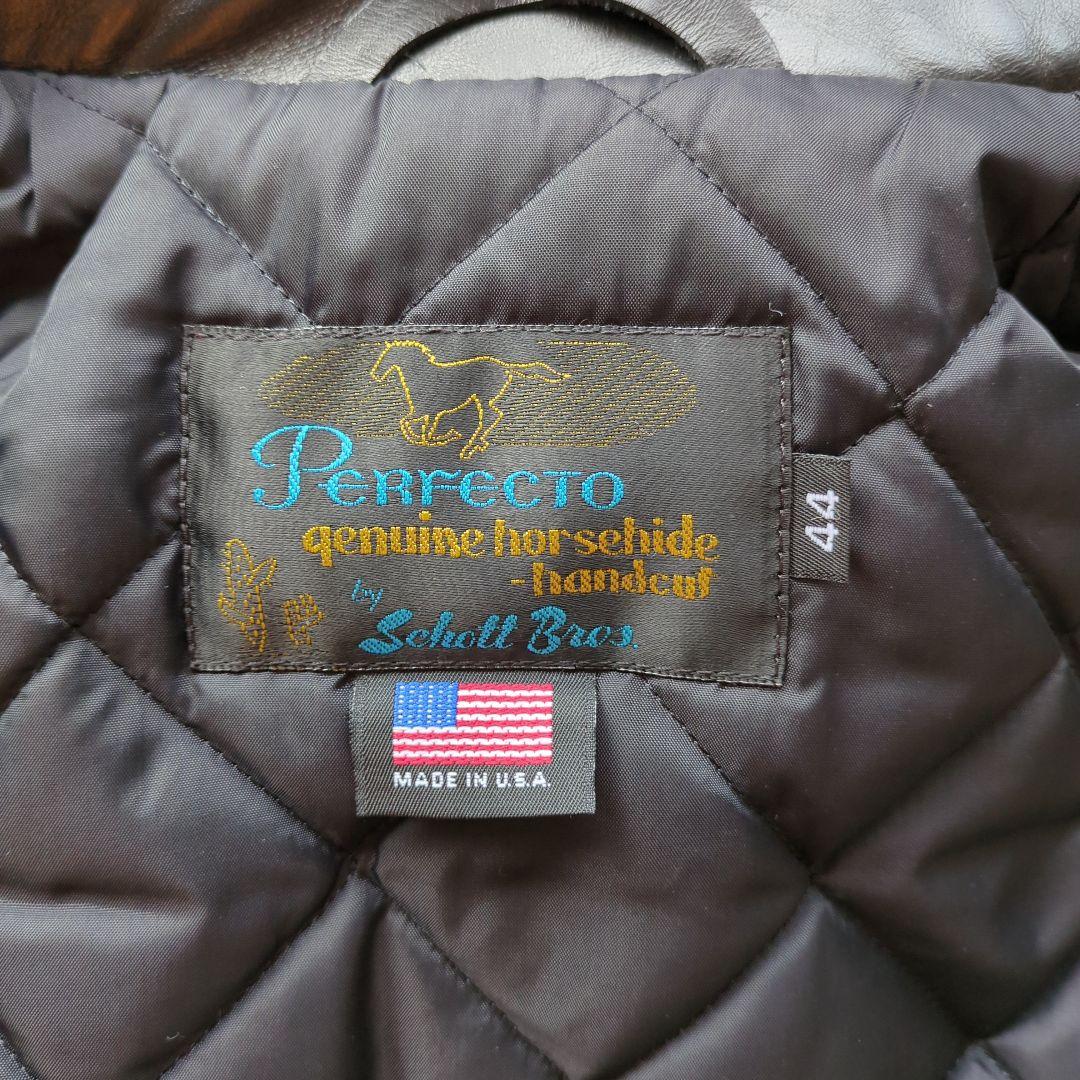 PERFECTO
genuine horsehide
-handcut
by
Schott Bros.
44
MADE IN U.S.A.